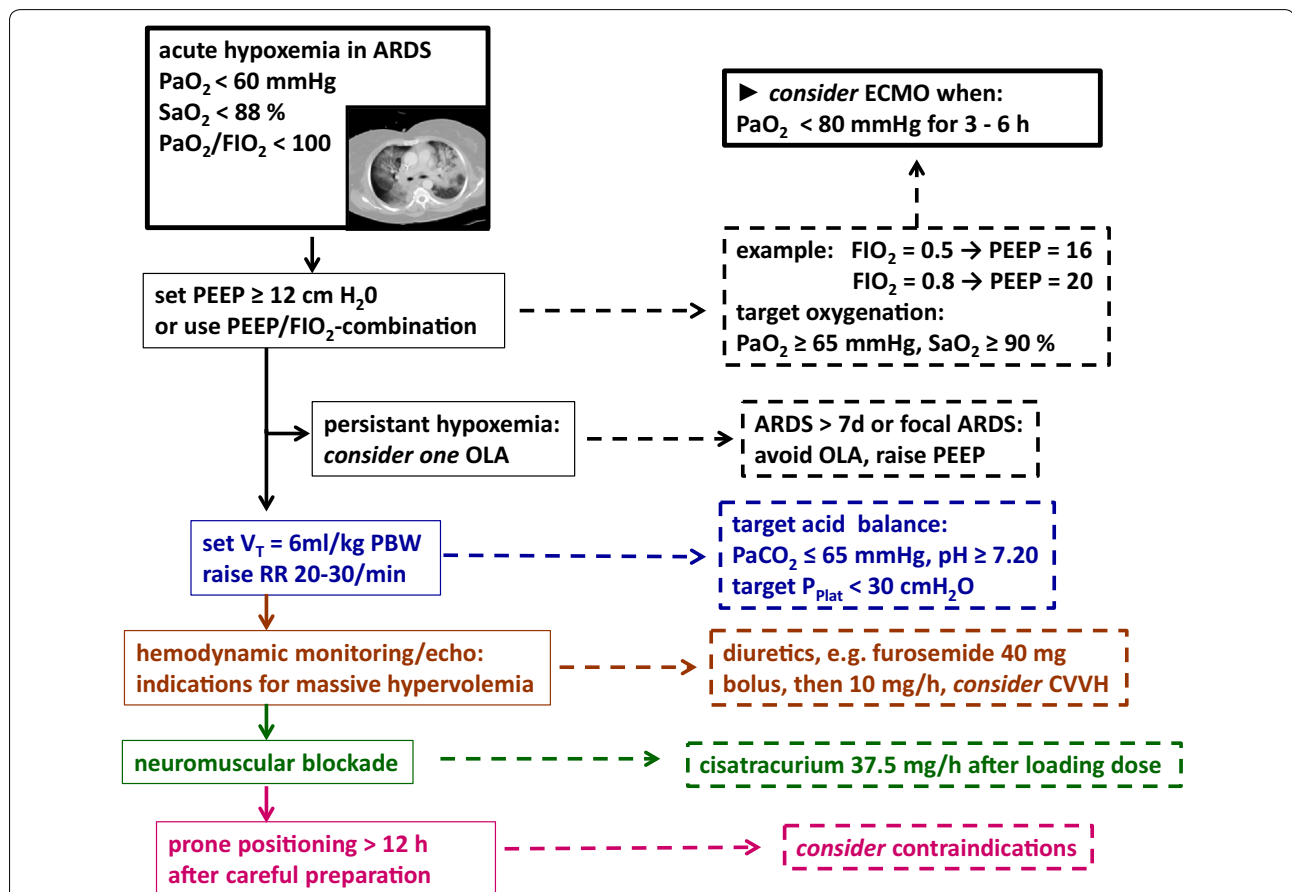 acute hypoxemia in ARDS
PaO₂ < 60 mmHg
SaO₂ < 88 %
PaO₂/FIO₂ < 100
► consider ECMO when:
PaO₂ < 80 mmHg for 3 - 6 h
set PEEP ≥ 12 cm H₂0
or use PEEP/FIO₂-combination
example: FIO₂ = 0.5 → PEEP = 16
FIO₂ = 0.8 → PEEP = 20
target oxygenation:
PaO₂ ≥ 65 mmHg, SaO₂ ≥ 90 %
persistant hypoxemia:
consider one OLA
ARDS > 7d or focal ARDS:
avoid OLA, raise PEEP
set V_T = 6ml/kg PBW
raise RR 20-30/min
target acid balance:
PaCO₂ ≤ 65 mmHg, pH ≥ 7.20
target P_Plat < 30 cmH₂O
hemodynamic monitoring/echo:
indications for massive hypervolemia
diuretics, e.g. furosemide 40 mg
bolus, then 10 mg/h, consider CVVH
neuromuscular blockade
cisatracurium 37.5 mg/h after loading dose
prone positioning > 12 h
after careful preparation
consider contraindications